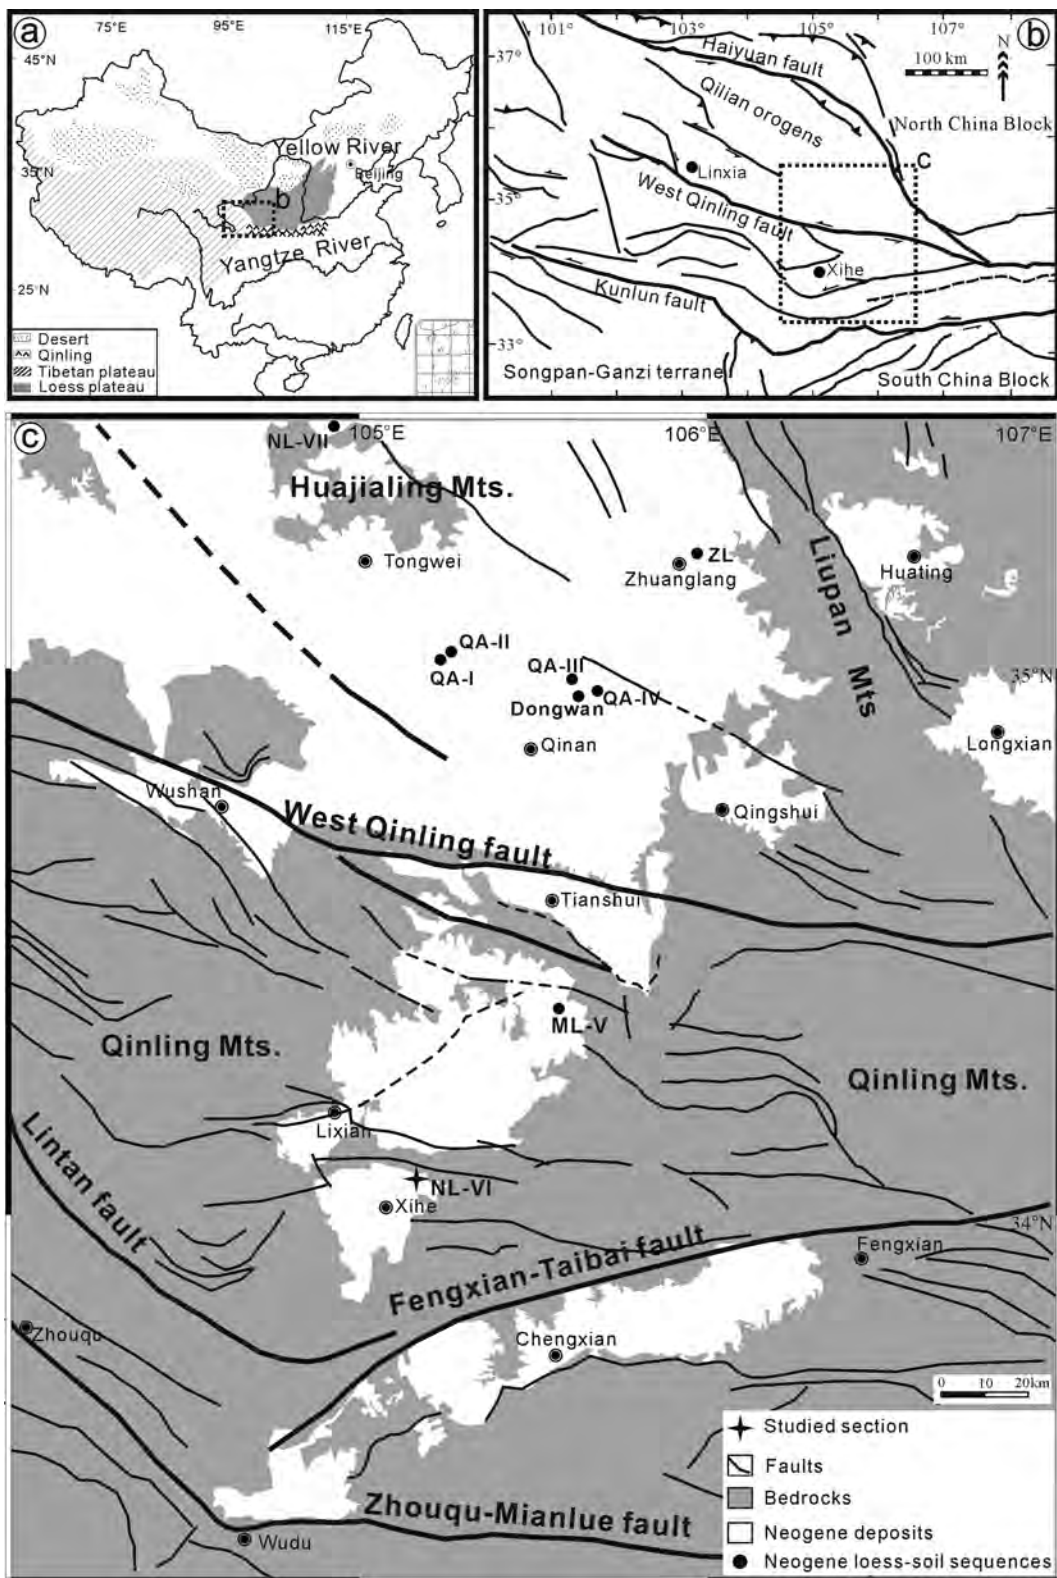 a
75°E
95°E
115°E
45°N
35°N
25°N
Yellow River
Beijing
b
Yangtze River
Desert
Qinling
Tibetan plateau
Loess plateau
b
101°
103°
105°
107°
37°
35°
33°
Haiyuan fault
100 km
N
Qilian orogens
North China Block
C
Linxia
West Qinling fault
Xihe
Kunlun fault
Songpan-Ganzi terrane
South China Block
c
105°E
106°E
107°E
NL-VII
Huajialing Mts.
Tongwei
ZL
Zhuanglang
Liupan Mts
Huating
QA-II
QA-I
QA-III
QA-IV
Dongwan
35°N
Qinan
Longxian
Wushan
Qingshui
West Qinling fault
Tianshui
ML-V
Qinling Mts.
Qinling Mts.
Lixian
Lintan fault
NL-VI
Xihe
34°N
Fengxian-Taibai fault
Fengxian
Zhouqu
Chengxian
0 10 20km
Studied section
Faults
Bedrocks
Neogene deposits
Neogene loess-soil sequences
Zhouqu-Mianlue fault
Wudu